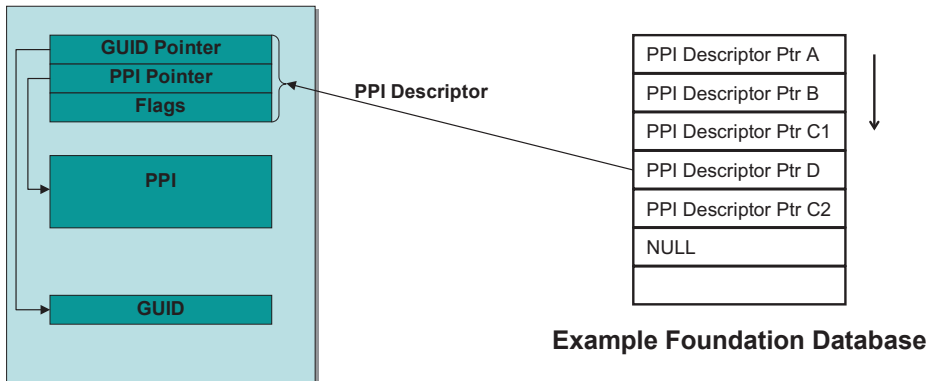 GUID Pointer
PPI Pointer
Flags
PPI
GUID
PPI Descriptor
PPI Descriptor Ptr A
PPI Descriptor Ptr B
PPI Descriptor Ptr C1
PPI Descriptor Ptr D
PPI Descriptor Ptr C2
NULL
Example Foundation Database